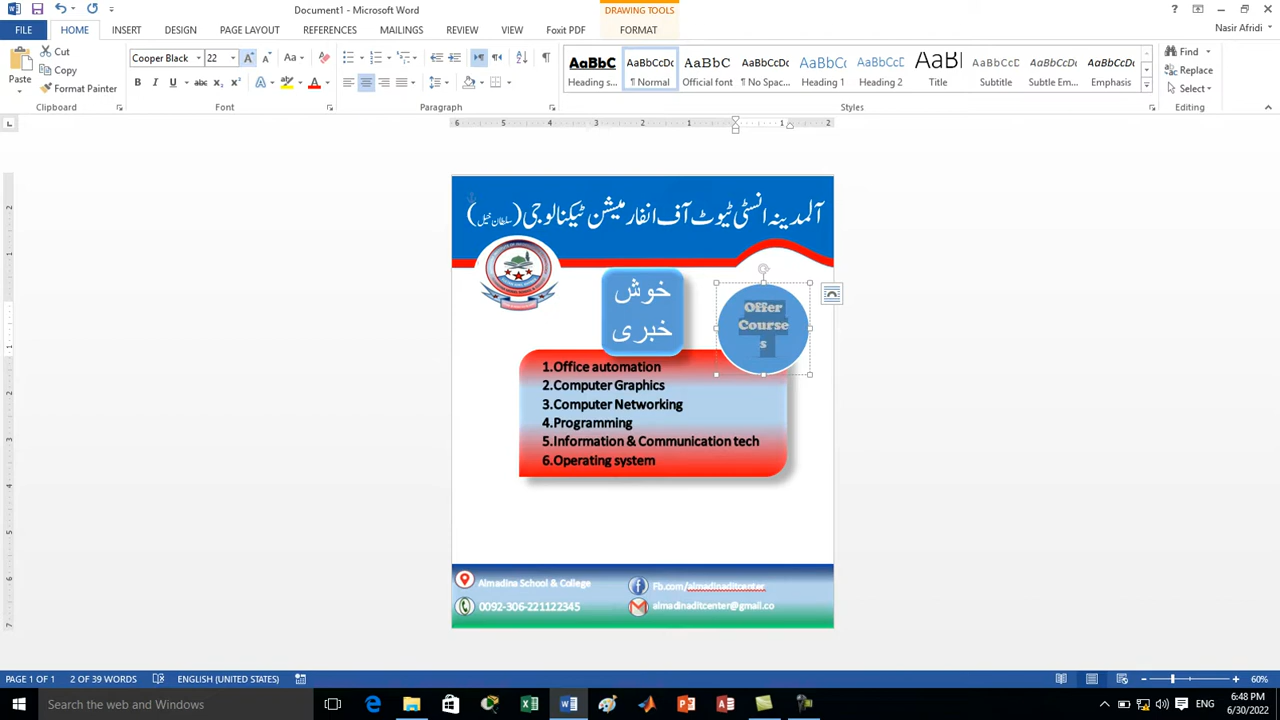 Document1 - Microsoft Word
DRAWING TOOLS
FILE HOME INSERT DESIGN PAGE LAYOUT REFERENCES MAILINGS REVIEW VIEW Foxit PDF FORMAT
Nasir Afridi
Paste
Cut
Copy
Format Painter
Clipboard
Cooper Black 22
Font
Paragraph
AaBbC AaBbCcDc AaBbC AaBbCcDc AaBbC AaBbCcD AaBl AaBbCcD AaBbCcD AaBbCcDc
Heading s... ¶ Normal Official font ¶ No Spac... Heading 1 Heading 2 Title Subtitle Subtle Em... Emphasis
Styles
Find
Replace
Select
Editing
آلمدینہ انسٹی ٹیوٹ آف انفارمیشن ٹیکنالوجی (سلطان خیل)
خوش
خبری
Offer
Course
s
1.Office automation
2.Computer Graphics
3.Computer Networking
4.Programming
5.Information & Communication tech
6.Operating system
Almadina School & College
Fb.com/almadinaditcenter
0092-306-221122345
almadinaditcenter@gmail.co
PAGE 1 OF 1 2 OF 39 WORDS ENGLISH (UNITED STATES) 60%
Search the web and Windows
ENG
6:48 PM
6/30/2022